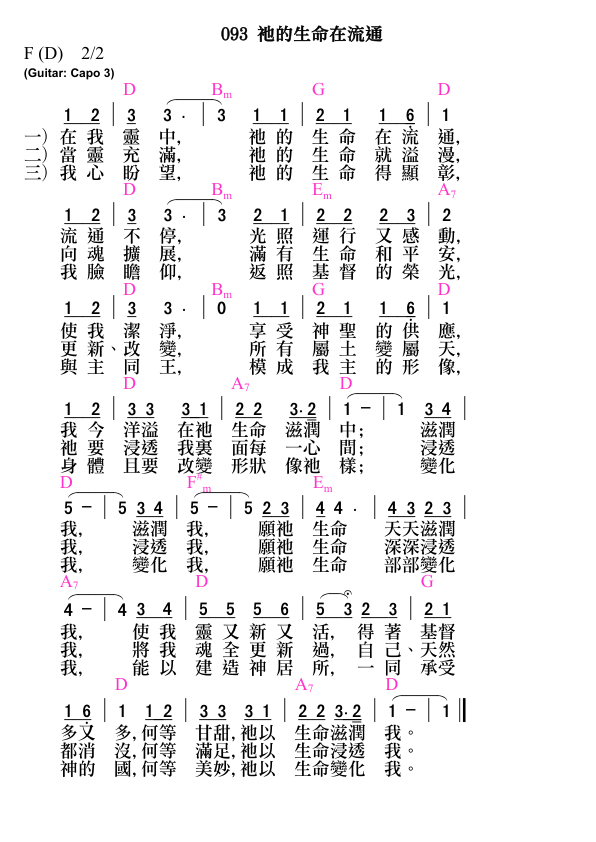 093 祂的生命在流通
F (D) 2/2
(Guitar: Capo 3)
D Bm G D
1 2 | 3 3 · | 3 1 1 | 2 1 1 6 | 1
一）在 我 靈 中， 祂 的 生 命 在 流 通，
二）當 靈 充 滿， 祂 的 生 命 就 溢 漫，
三）我 心 盼 望， 祂 的 生 命 得 顯 彰，
D Bm Em A7
1 2 | 3 3 · | 3 2 1 | 2 2 2 3 | 2
流 通 不 停， 光 照 運 行 又 感 動，
向 魂 擴 展， 滿 有 生 命 和 平 安，
我 臉 瞻 仰， 返 照 基 督 的 榮 光，
D Bm G D
1 2 | 3 3 · | 0 1 1 | 2 1 1 6 | 1
使 我 潔 淨， 享 受 神 聖 的 供 應，
更 新、改 變， 所 有 屬 土 變 屬 天，
與 主 同 王， 模 成 我 主 的 形 像，
D A7 D
1 2 | 3 3 3 1 | 2 2 3·2 | 1 – | 1 3 4 |
我 今 洋溢 在祂 生命 滋潤 中； 滋潤
祂 要 浸透 我裏 面每 一心 間； 浸透
身 體 且要 改變 形狀 像祂 樣； 變化
D F#m Em
5 – | 5 3 4 | 5 – | 5 2 3 | 4 4 · | 4 3 2 3 |
我， 滋潤 我， 願祂 生命 天天滋潤
我， 浸透 我， 願祂 生命 深深浸透
我， 變化 我， 願祂 生命 部部變化
A7 D G
4 – | 4 3 4 | 5 5 5 6 | 5 3 2 3 | 2 1
我， 使 我 靈 又 新 又 活， 得 著 基督
我， 將 我 魂 全 更 新 過， 自 己、天然
我， 能 以 建 造 神 居 所， 一 同 承受
D A7 D
1 6 | 1 1 2 | 3 3 3 1 | 2 2 3·2 | 1 – | 1 ‖
多又 多，何等 甘甜，祂以 生命滋潤 我。
都消 沒，何等 滿足，祂以 生命浸透 我。
神的 國，何等 美妙，祂以 生命變化 我。